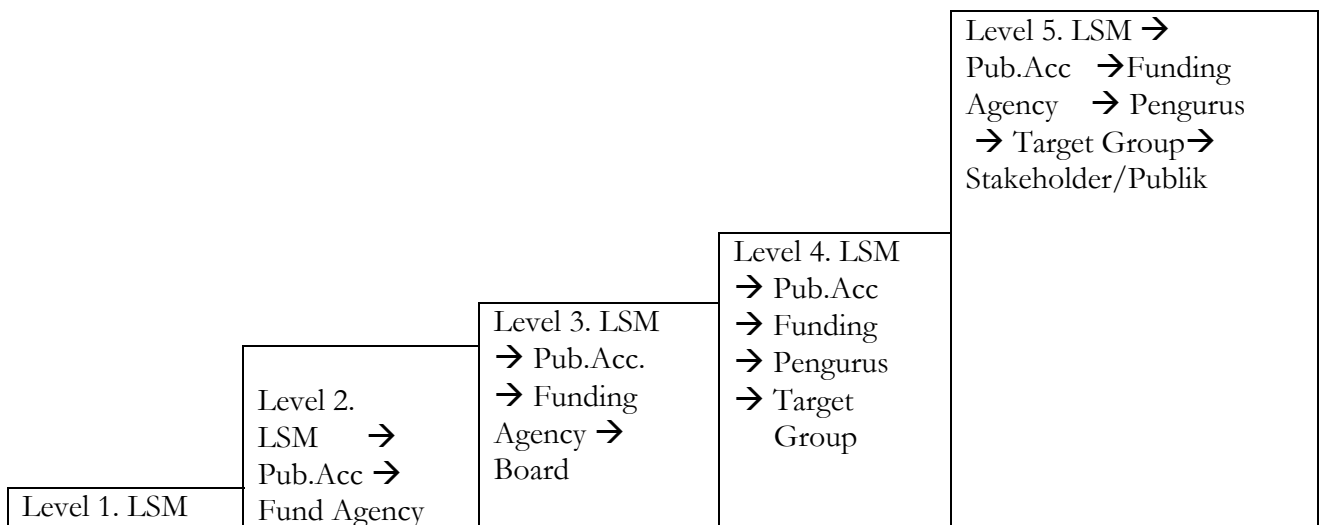 Level 1. LSM
Level 2.
LSM →
Pub.Acc →
Fund Agency
Level 3. LSM
→ Pub.Acc.
→ Funding
Agency →
Board
Level 4. LSM
→ Pub.Acc
→ Funding
→ Pengurus
→ Target
Group
Level 5. LSM →
Pub.Acc →Funding
Agency → Pengurus
→ Target Group→
Stakeholder/Publik